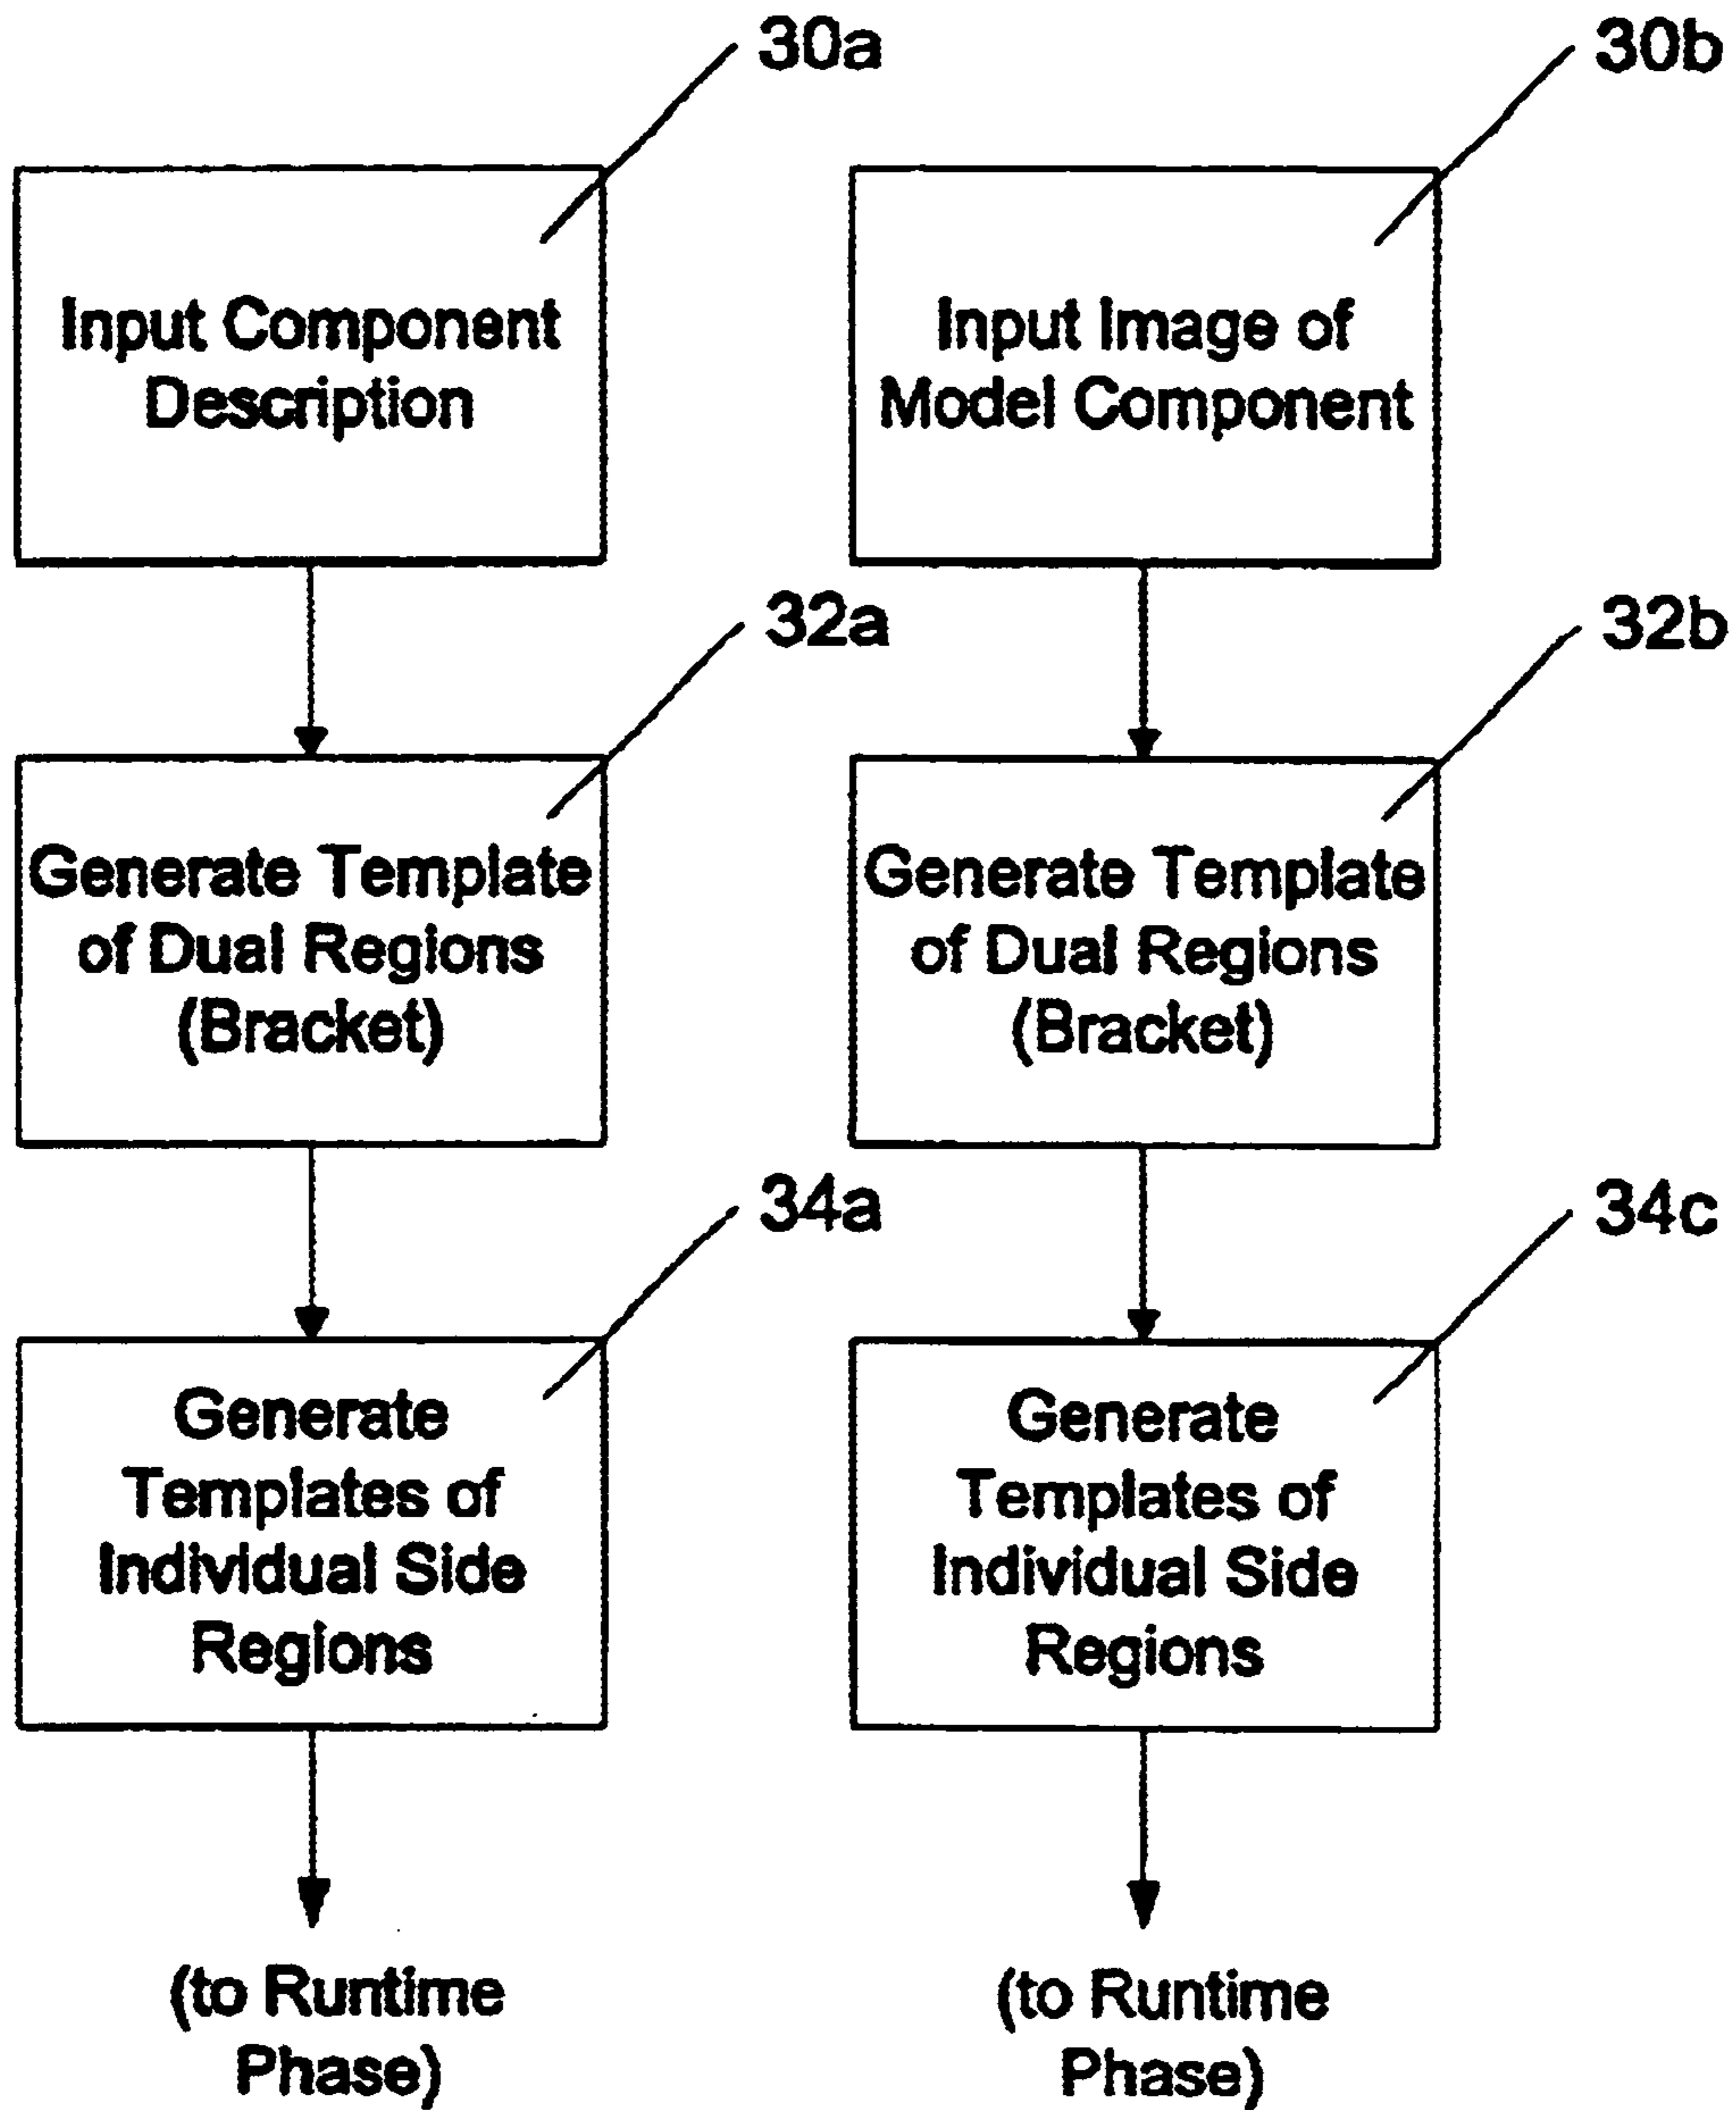 30a
Input Component
Description
32a
Generate Template
of Dual Regions
(Bracket)
34a
Generate
Templates of
Individual Side
Regions
(to Runtime
Phase)
30b
Input Image of
Model Component
32b
Generate Template
of Dual Regions
(Bracket)
34c
Generate
Templates of
Individual Side
Regions
(to Runtime
Phase)